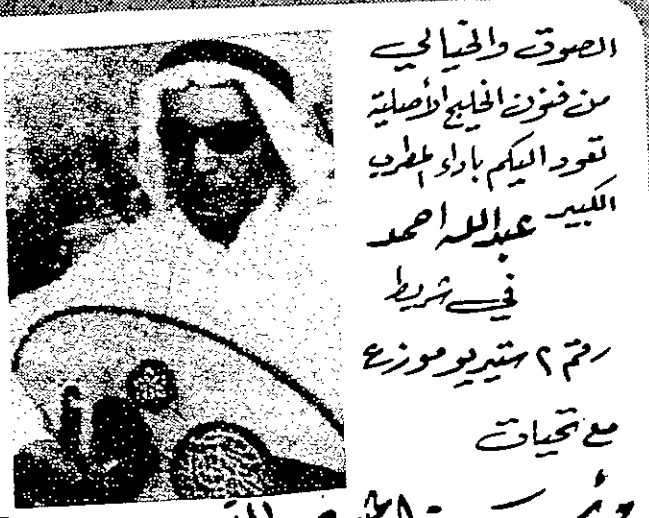 الصوت والخيالي
من فنون الخليج الأصلية
تعود اليكم باداء المطرب
الكبير عبدالله احمد
في شريط
رقم ٢ ستيريو موزع
مع تحيات